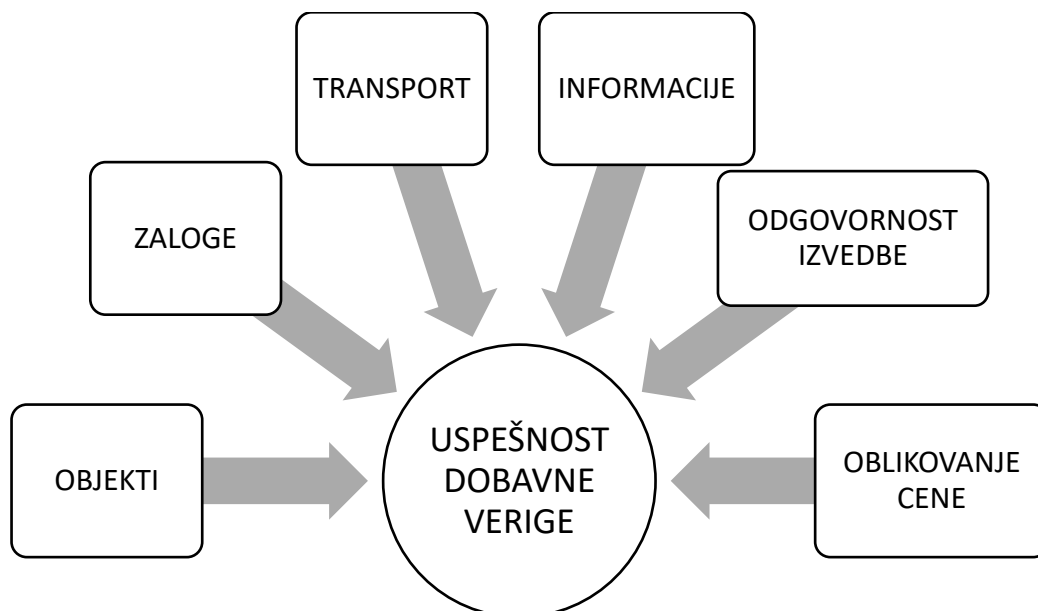 TRANSPORT
INFORMACIJE
ZALOGE
ODGOVORNOST
IZVEDBE
OBJEKTI
USPEŠNOST
DOBAVNE
VERIGE
OBLIKOVANJE
CENE